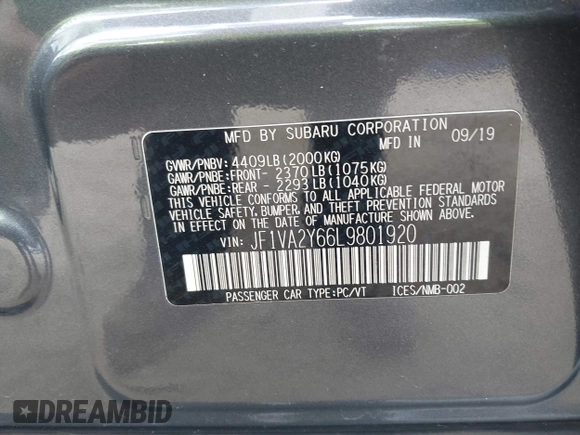 MFD BY SUBARU CORPORATION
MFD IN 09/19
GVWR/PNBV: 4409LB(2000KG)
GAWR/PNBE:FRONT- 2370LB(1075KG)
GAWR/PNBE:REAR - 2293LB(1040KG)
THIS VEHICLE CONFORMS TO ALL APPLICABLE FEDERAL MOTOR
VEHICLE SAFETY, BUMPER, AND THEFT PREVENTION STANDARDS
IN EFFECT ON THE DATE OF MANUFACTURE SHOWN ABOVE.
VIN: JF1VA2Y66L9801920
PASSENGER CAR TYPE:PC/VT ICES/NMB-002
DREAMBID